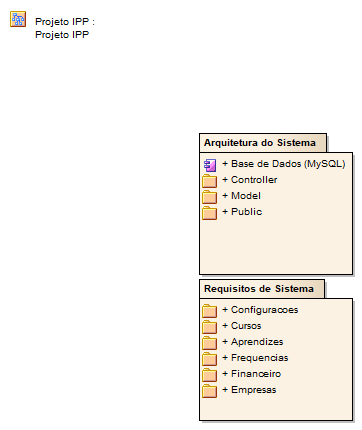 Projeto IPP :
Projeto IPP
Arquitetura do Sistema
+ Base de Dados (MySQL)
+ Controller
+ Model
+ Public
Requisitos de Sistema
+ Configuracoes
+ Cursos
+ Aprendizes
+ Frequencias
+ Financeiro
+ Empresas